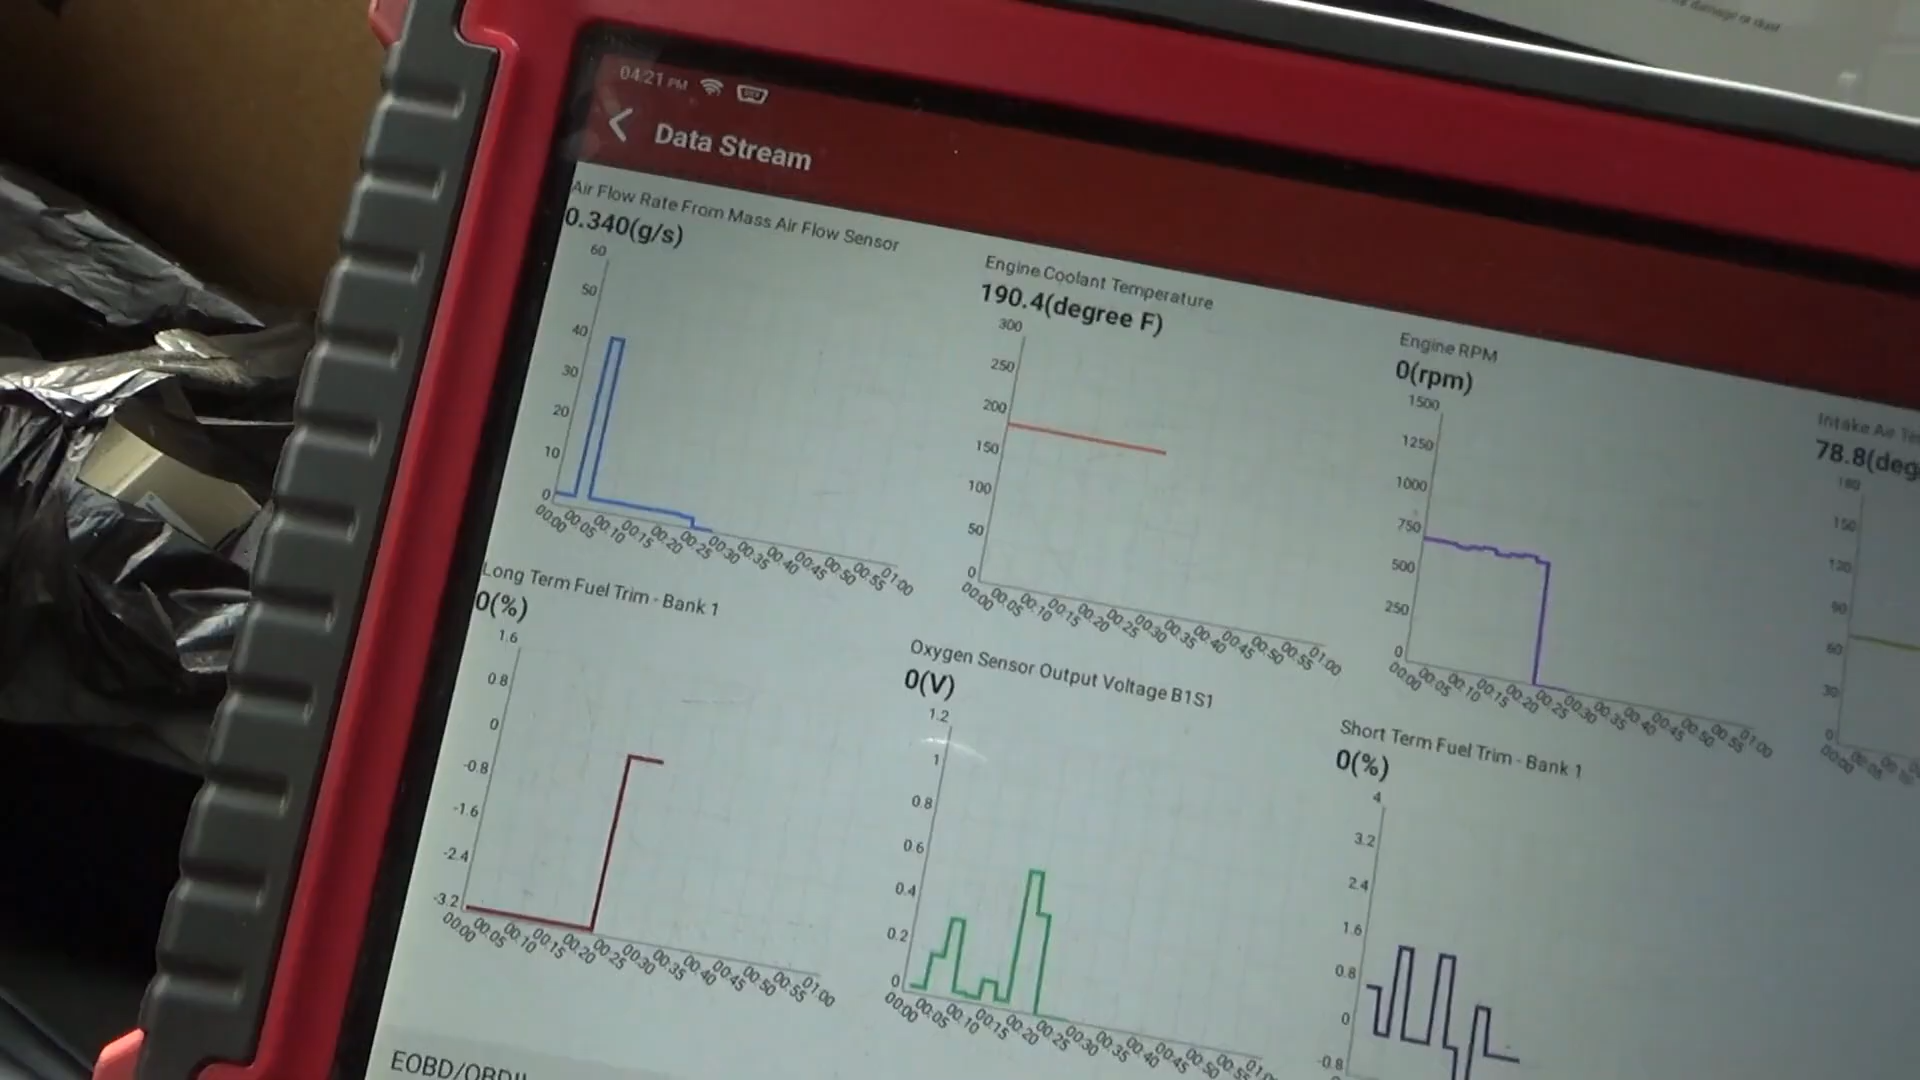 04:21 PM
Data Stream
Air Flow Rate From Mass Air Flow Sensor
0.340(g/s)
60
50
40
30
20
10
0
00:00 00:05 00:10 00:15 00:20 00:25 00:30 00:35 00:40 00:45 00:50 00:55 01:00
Engine Coolant Temperature
190.4(degree F)
300
250
200
150
100
50
0
00:00 00:05 00:10 00:15 00:20 00:25 00:30 00:35 00:40 00:45 00:50 00:55 01:00
Engine RPM
0(rpm)
1500
1250
1000
750
500
250
0
00:00 00:05 00:10 00:15 00:20 00:25 00:30 00:35 00:40 00:45 00:50 00:55 01:00
Intake
78.8(deg
180
150
120
90
60
30
0
00:00 00:05
Long Term Fuel Trim - Bank 1
0(%)
1.6
0.8
0
-0.8
-1.6
-2.4
-3.2
00:00 00:05 00:10 00:15 00:20 00:25 00:30 00:35 00:40 00:45 00:50 00:55 01:00
Oxygen Sensor Output Voltage B1S1
0(V)
1.2
1
0.8
0.6
0.4
0.2
0
00:00 00:05 00:10 00:15 00:20 00:25 00:30 00:35 00:40 00:45 00:50 00:55
Short Term Fuel Trim - Bank 1
0(%)
4
3.2
2.4
1.6
0.8
0
-0.8
EOBD/OBDII
damage or dust